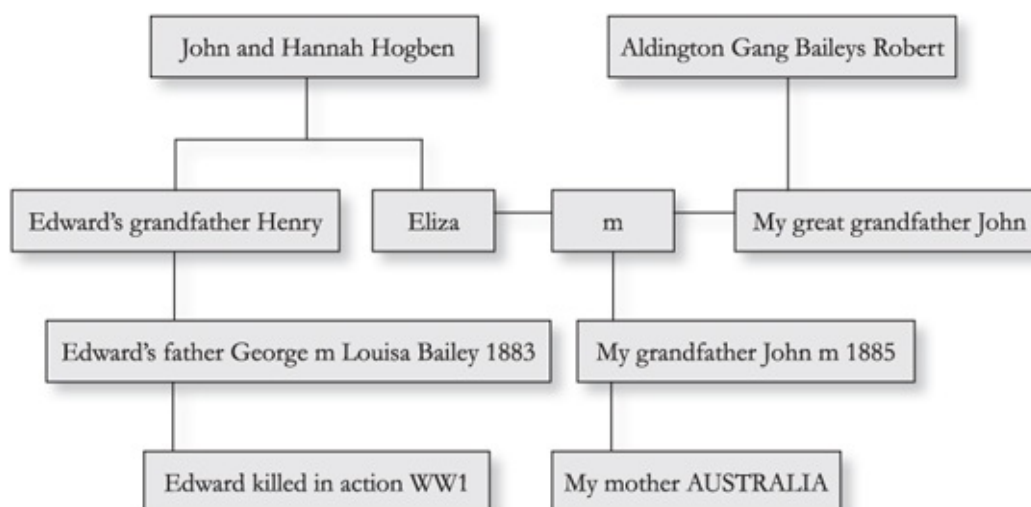 John and Hannah Hogben
Aldington Gang Baileys Robert
Edward's grandfather Henry
Eliza
m
My great grandfather John
Edward's father George m Louisa Bailey 1883
My grandfather John m 1885
Edward killed in action WW1
My mother AUSTRALIA